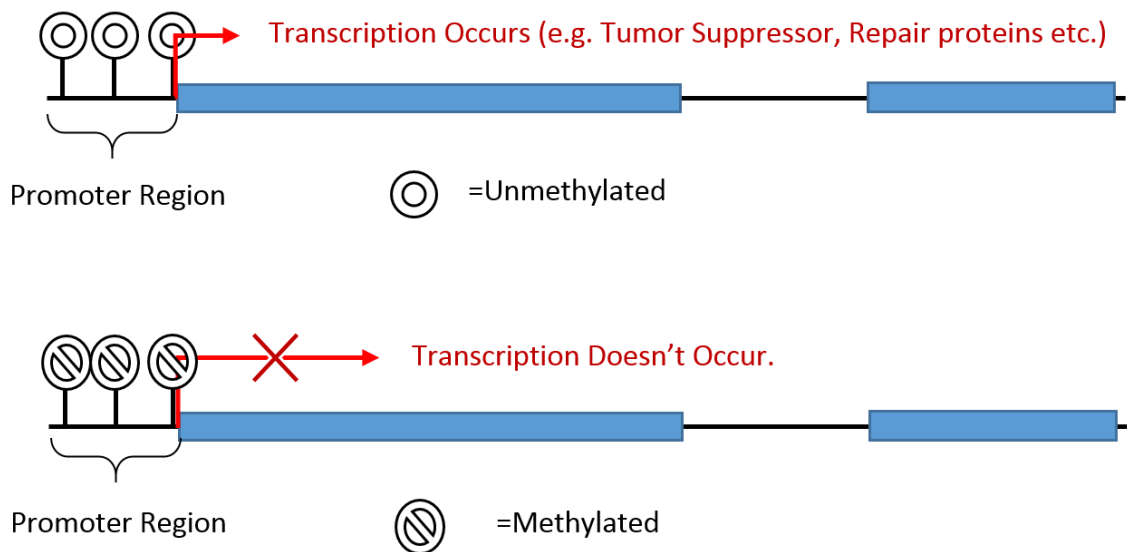 Transcription Occurs (e.g. Tumor Suppressor, Repair proteins etc.)
Promoter Region
=Unmethylated
Transcription Doesn’t Occur.
Promoter Region
=Methylated